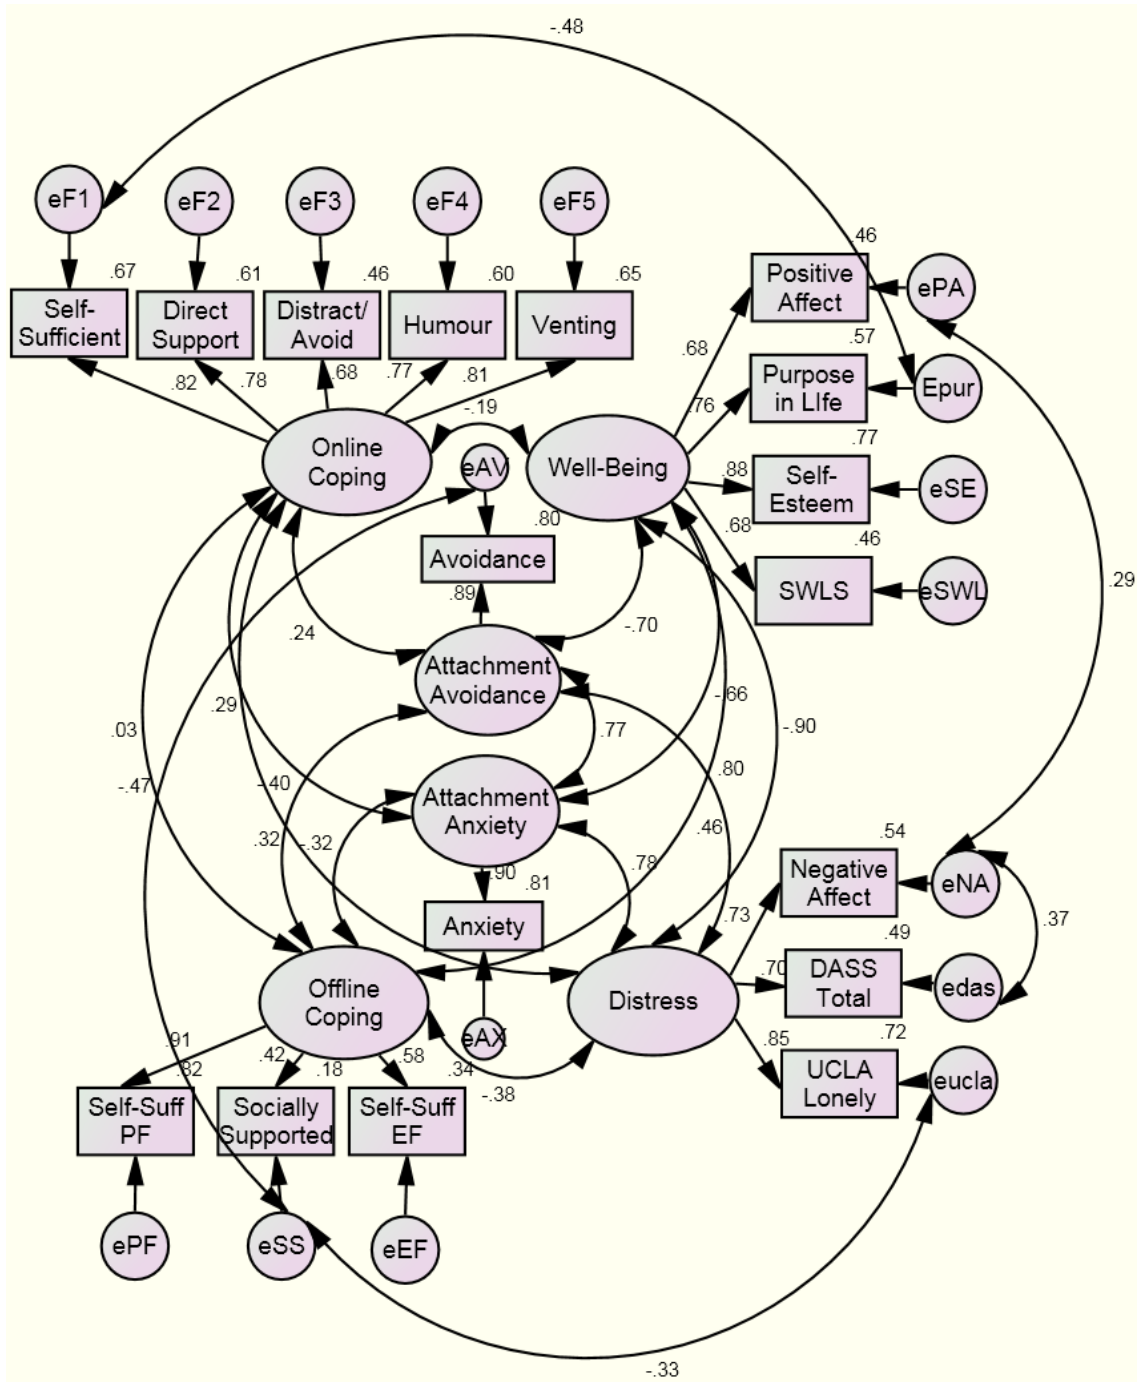 -.48
eF1
eF2
eF3
eF4
eF5
.67
.61
.46
.60
.65
Self-
Sufficient
Direct
Support
Distract/
Avoid
Humour
Venting
.82
.78
.68
.77
.81
Online
Coping
-.19
Well-Being
.46
Positive
Affect
ePA
.68
.57
Purpose
in LIfe
Epur
.76
.77
Self-
Esteem
eSE
.88
.46
SWLS
eSWL
.68
.29
eAV
.80
Avoidance
.89
Attachment
Avoidance
.24
-.70
.29
.03
-.47
-.40
.77
-.66
-.90
.80
Attachment
Anxiety
.32
-.32
.46
.78
.90
.81
Anxiety
eAX
Offline
Coping
Distress
.54
Negative
Affect
eNA
.73
.37
.49
DASS
Total
edas
.70
.72
UCLA
Lonely
eucla
.85
.91
.82
.42
.18
.58
.34
-.38
Self-Suff
PF
Socially
Supported
Self-Suff
EF
ePF
eSS
eEF
-.33